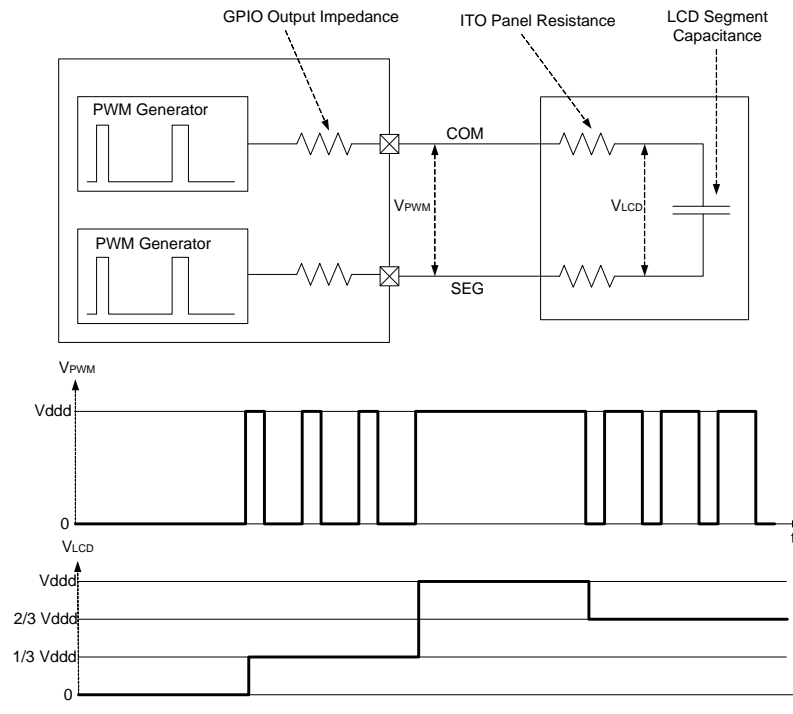 GPIO Output Impedance
ITO Panel Resistance
LCD Segment
Capacitance
PWM Generator
COM
VPWM
VLCD
PWM Generator
SEG
VPWM
Vddd
0
t
VLCD
Vddd
2/3 Vddd
1/3 Vddd
0